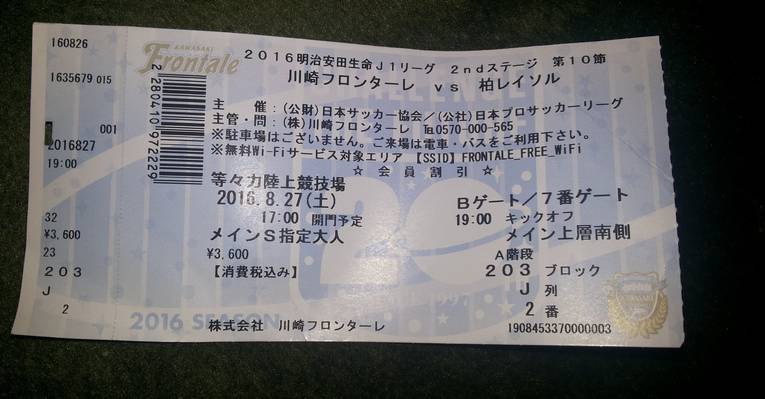 160826
1635679 015
001
2016827
19:00
32
¥3,600
23
203
J
2
KAWASAKI
Frontale
2280410972229
2016明治安田生命J1リーグ 2ndステージ 第10節
川崎フロンターレ vs 柏レイソル
主 催:(公財)日本サッカー協会/(公社)日本プロサッカーリーグ
主管・問:(株)川崎フロンターレ ℡0570-000-565
※駐車場はございません。ご来場は電車・バスをご利用下さい。
※無料Wi-Fiサービス対象エリア 【SSID】FRONTALE_FREE_WiFi
☆ 会員割引 ☆
等々力陸上競技場
2016.8.27(土)
17:00 開門予定
メインS指定大人
¥3,600
【消費税込み】
Bゲート/7番ゲート
19:00 キックオフ
メイン上層南側
A階段
203 ブロック
J 列
2 番
20
2016 SEASON
株式会社 川崎フロンターレ
1908453370000003